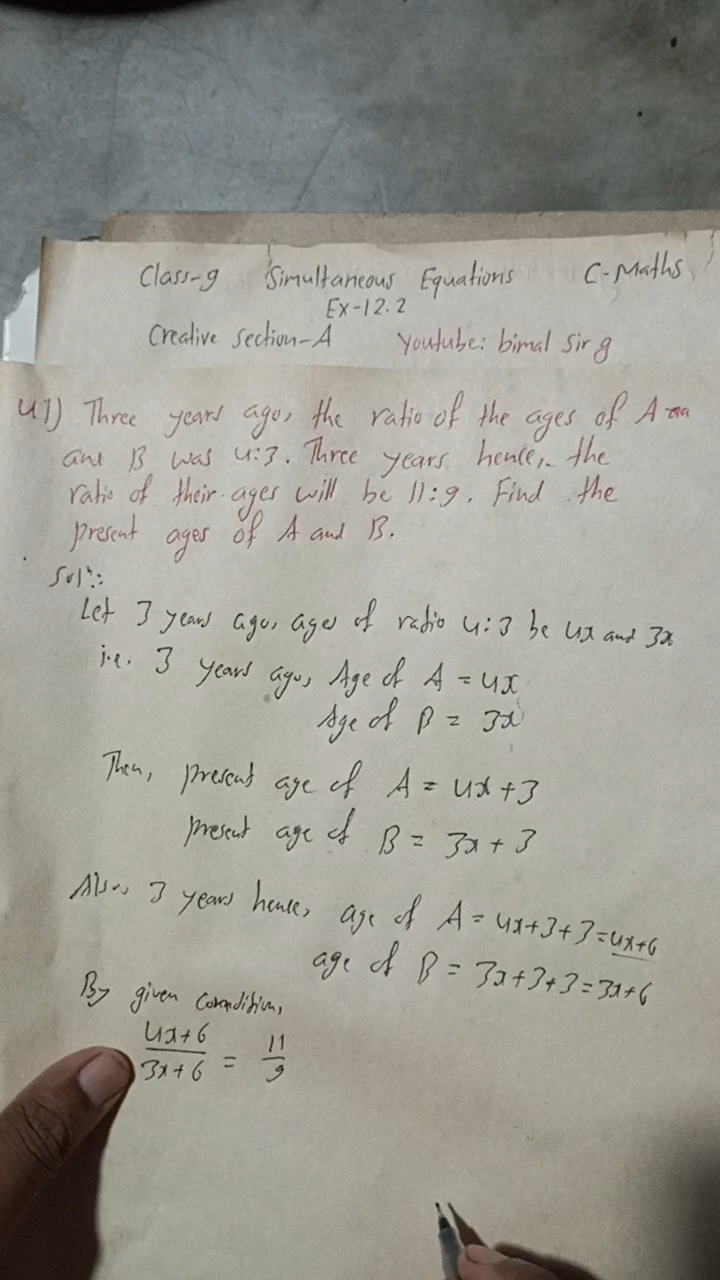 Class-9 Simultaneous Equations C-Maths
Ex-12.2
Creative section-A Youtube: bimal sir g
41) Three years ago, the ratio of the ages of A
and B was 4:3. Three years hence, the
ratio of their ages will be 11:9. Find the
present ages of A and B.
Solⁿ:
Let 3 years ago, ages of ratio 4:3 be 4x and 3x
i.e. 3 years ago, Age of A = 4x
Age of B = 3x
Then, present age of A = 4x+3
present age of B = 3x + 3
Also, 3 years hence, age of A = 4x+3+3=4x+6
age of B = 3x+3+3=3x+6
By given condition,
4x+6/3x+6 = 11/9